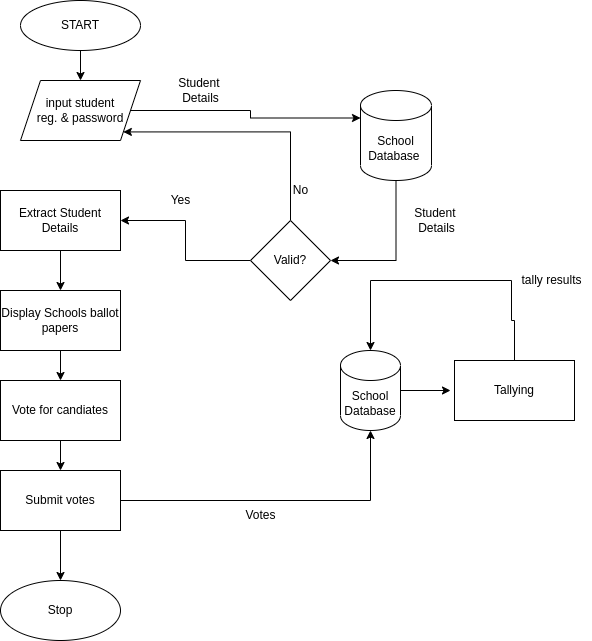 START
input student
reg. & password
Student
Details
School
Database
No
Yes
Extract Student
Details
Student
Details
Valid?
tally results
Display Schools ballot
papers
School
Database
Tallying
Vote for candiates
Submit votes
Votes
Stop